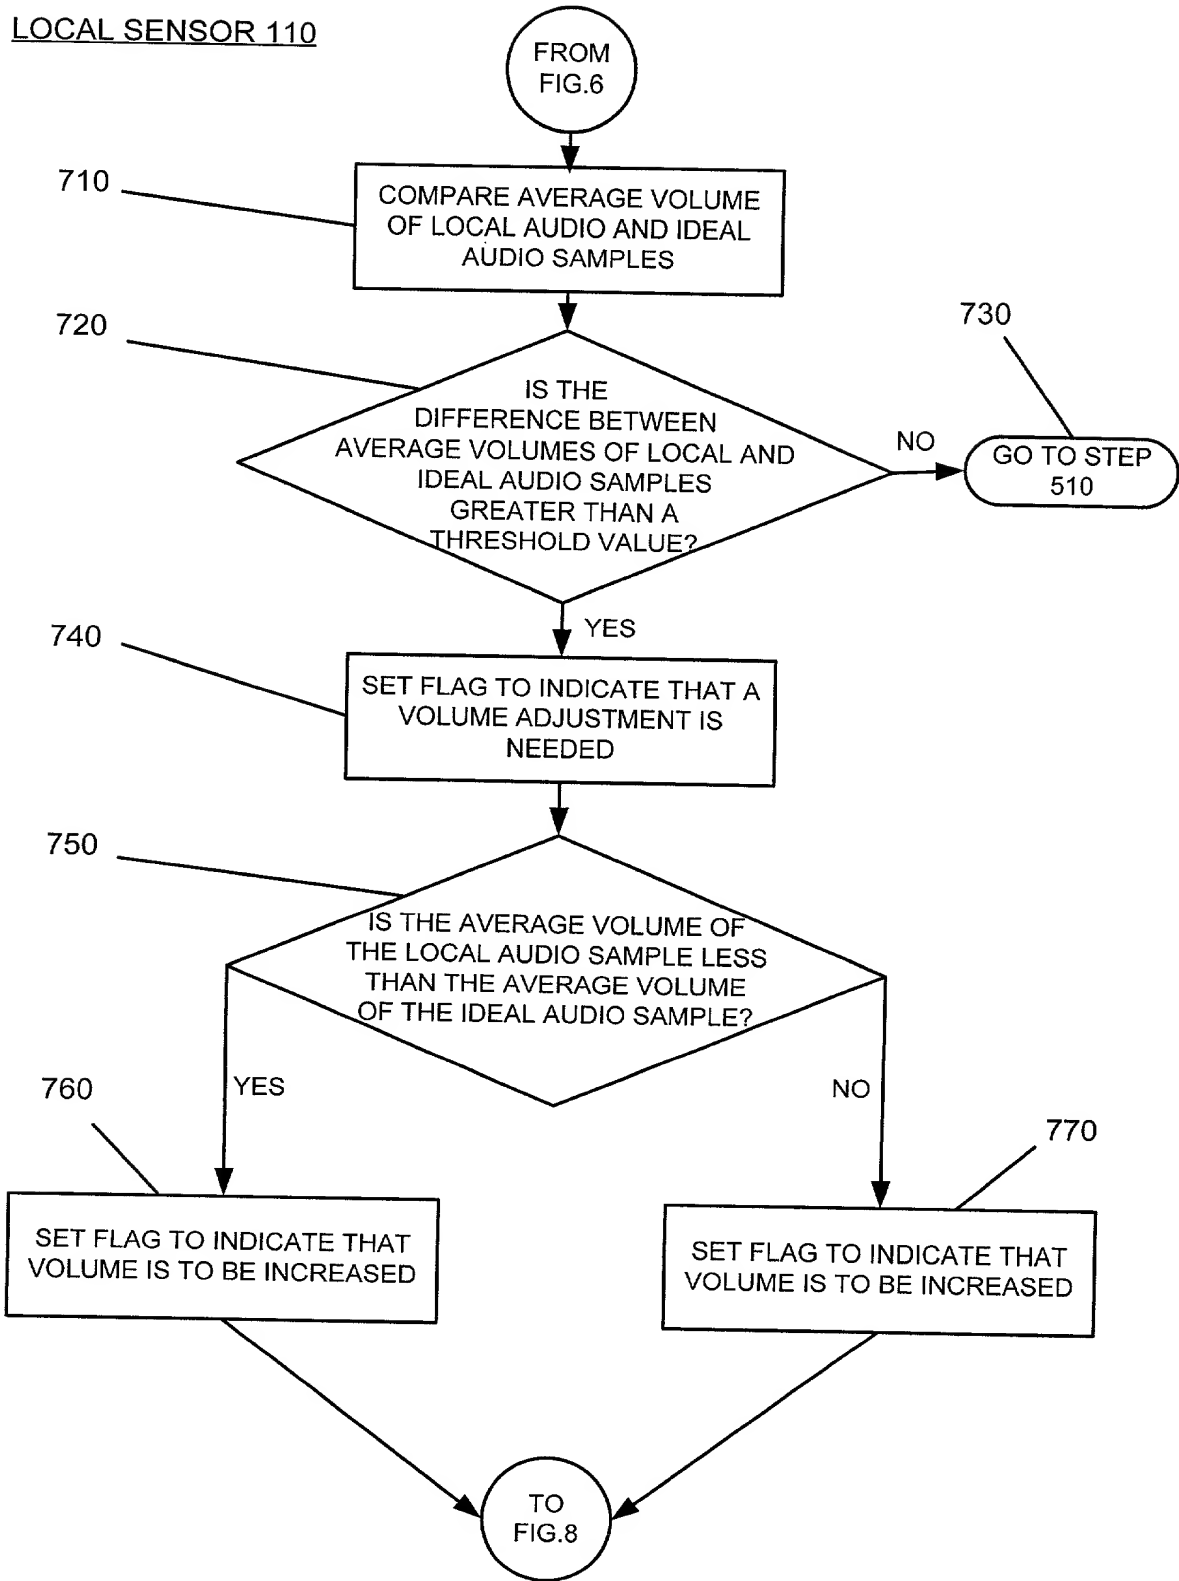 LOCAL SENSOR 110
FROM
FIG.6
710
COMPARE AVERAGE VOLUME
OF LOCAL AUDIO AND IDEAL
AUDIO SAMPLES
720
IS THE
DIFFERENCE BETWEEN
AVERAGE VOLUMES OF LOCAL AND
IDEAL AUDIO SAMPLES
GREATER THAN A
THRESHOLD VALUE?
NO
730
GO TO STEP
510
YES
740
SET FLAG TO INDICATE THAT A
VOLUME ADJUSTMENT IS
NEEDED
750
IS THE AVERAGE VOLUME OF
THE LOCAL AUDIO SAMPLE LESS
THAN THE AVERAGE VOLUME
OF THE IDEAL AUDIO SAMPLE?
YES
NO
760
SET FLAG TO INDICATE THAT
VOLUME IS TO BE INCREASED
770
SET FLAG TO INDICATE THAT
VOLUME IS TO BE INCREASED
TO
FIG.8